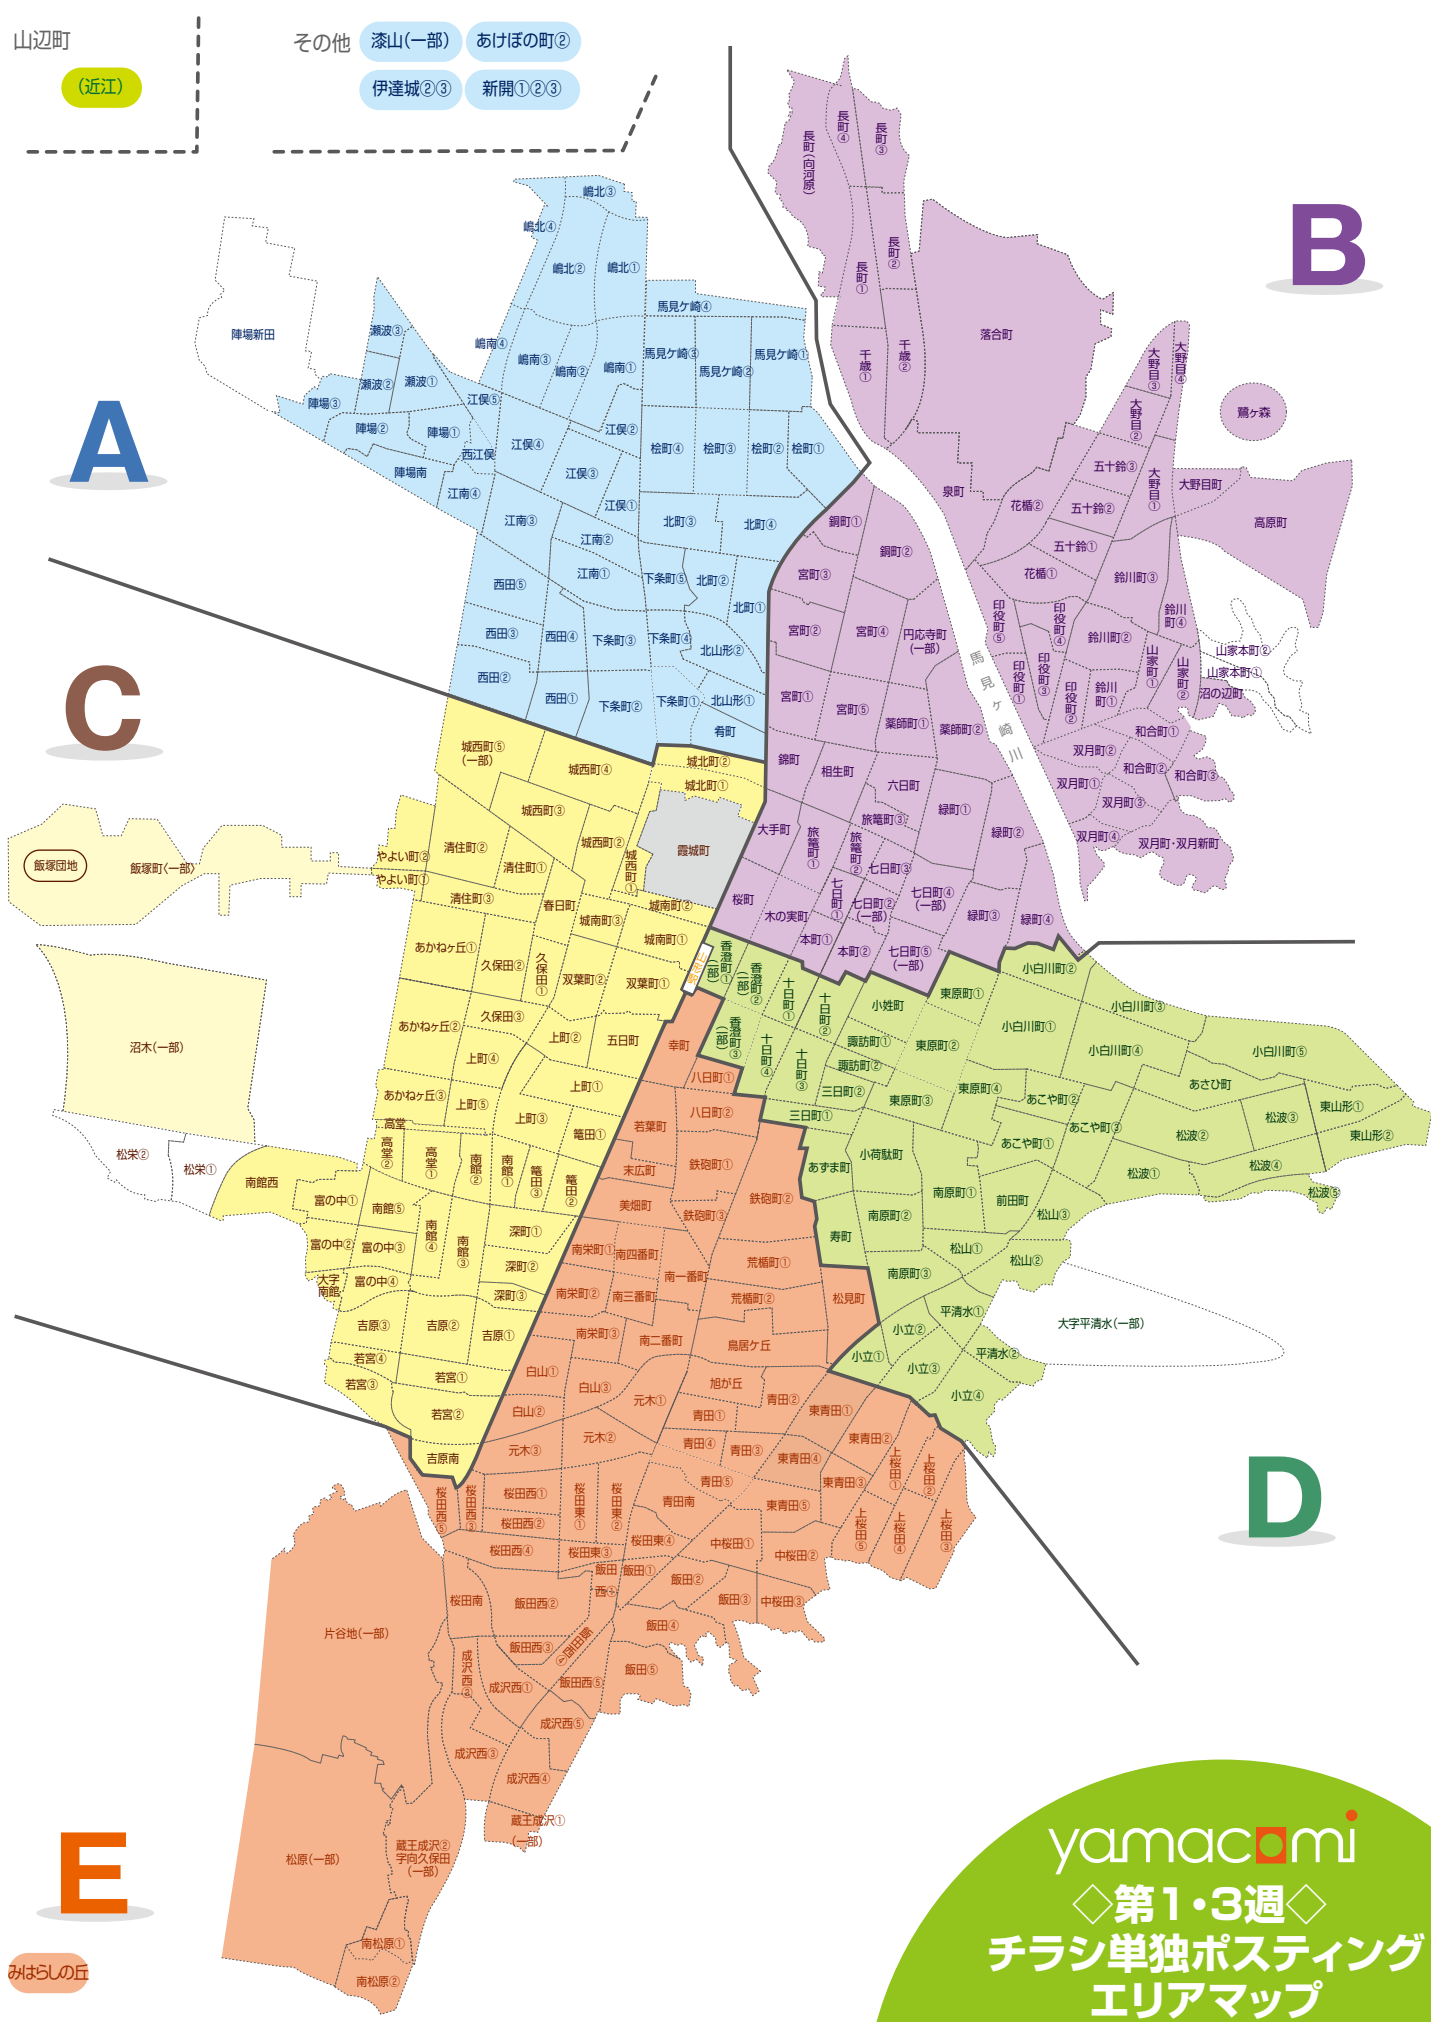 山辺町
(近江)
その他
漆山(一部)
あけぼの町②
伊達城②③
新開①②③
A
嶋北③
嶋北④
嶋北②
嶋北①
陣場新田
瀬波③
瀬波②
瀬波①
嶋南④
嶋南③
嶋南②
嶋南①
馬見ケ崎④
馬見ケ崎③
馬見ケ崎②
馬見ケ崎①
陣場③
陣場②
陣場①
陣場南
江俣⑤
江俣④
江俣③
江俣②
江俣①
西江俣
桧町④
桧町③
桧町②
桧町①
江南④
江南③
江南②
江南①
北町③
北町④
北町②
北町①
下条町⑤
下条町④
下条町③
下条町②
下条町①
西田⑤
西田④
西田③
西田②
西田①
北山形②
北山形①
肴町
B
長町(向河原)
長町④
長町③
長町②
長町①
千歳①
千歳②
落合町
大野目③
大野目④
大野目②
大野目①
鶯ヶ森
大野目町
高原町
五十鈴③
五十鈴②
五十鈴①
泉町
花楯②
花楯①
鈴川町③
鈴川町④
鈴川町②
鈴川町①
印役町⑤
印役町④
印役町③
印役町②
印役町①
山家町①
山家町②
山家本町②
山家本町①
沼の辺町
銅町①
銅町②
宮町③
宮町②
宮町④
宮町①
宮町⑤
円応寺町
(一部)
馬見ヶ崎川
薬師町①
薬師町②
双月町②
双月町①
双月町③
双月町④
双月町・双月新町
和合町①
和合町②
和合町③
錦町
相生町
六日町
緑町①
緑町②
緑町③
緑町④
大手町
旅篭町①
旅篭町②
旅篭町③
七日町③
七日町④
(一部)
七日町①
七日町②
(一部)
七日町⑤
(一部)
桜町
木の実町
本町①
本町②
C
城西町⑤
(一部)
城西町④
城西町③
城西町②
城西町①
城北町②
城北町①
霞城町
飯塚団地
飯塚町〈一部〉
やよい町②
やよい町①
清住町②
清住町①
清住町③
春日町
城南町③
城南町②
城南町①
あかねヶ丘①
久保田②
久保田①
双葉町②
双葉町①
沼木(一部)
あかねヶ丘②
久保田③
上町②
五日町
上町④
上町①
あかねヶ丘③
上町⑤
上町③
高堂
高堂②
高堂①
南館②
南館①
篭田③
篭田①
篭田②
松栄②
松栄①
南館西
富の中①
南館⑤
南館④
南館③
深町①
深町②
深町③
富の中②
富の中③
大字
南館
富の中④
吉原③
吉原②
吉原①
若宮④
若宮③
若宮①
若宮②
吉原南
D
香澄町①
(一部)
香澄町②
(一部)
香澄町③
(一部)
十日町①
十日町②
十日町④
十日町③
小姓町
諏訪町①
諏訪町②
三日町②
三日町①
東原町①
東原町②
東原町③
東原町④
小白川町②
小白川町①
小白川町③
小白川町④
小白川町⑤
あさひ町
あこや町②
あこや町③
あこや町①
松波③
松波②
松波①
松波④
松波⑤
東山形①
東山形②
あずま町
小荷駄町
南原町①
南原町②
南原町③
前田町
寿町
松山①
松山③
松山②
大字平清水(一部)
平清水①
平清水②
小立②
小立①
小立③
小立④
E
幸町
八日町①
八日町②
若葉町
末広町
鉄砲町①
鉄砲町②
鉄砲町③
美畑町
南栄町①
南栄町②
南栄町③
南四番町
南三番町
南一番町
南二番町
荒楯町①
荒楯町②
松見町
鳥居ケ丘
白山①
白山③
白山②
元木①
元木②
元木③
旭が丘
青田②
青田①
青田④
青田③
青田⑤
青田南
東青田①
東青田②
東青田④
東青田③
東青田⑤
上桜田①
上桜田②
上桜田⑤
上桜田④
上桜田③
桜田西⑤
桜田西③
桜田西①
桜田西②
桜田西④
桜田東①
桜田東②
桜田東③
桜田東④
中桜田①
中桜田②
中桜田③
桜田南
飯田西②
飯田西③
飯田西④
飯田西⑤
飯田①
飯田②
飯田③
飯田④
飯田⑤
片谷地(一部)
成沢西②
成沢西①
成沢西⑤
成沢西③
成沢西④
蔵王成沢①
(一部)
松原(一部)
蔵王成沢②
字向久保田
(一部)
南松原①
南松原②
みはらしの丘
yamacomi
◇第1・3週◇
チラシ単独ポスティング
エリアマップ